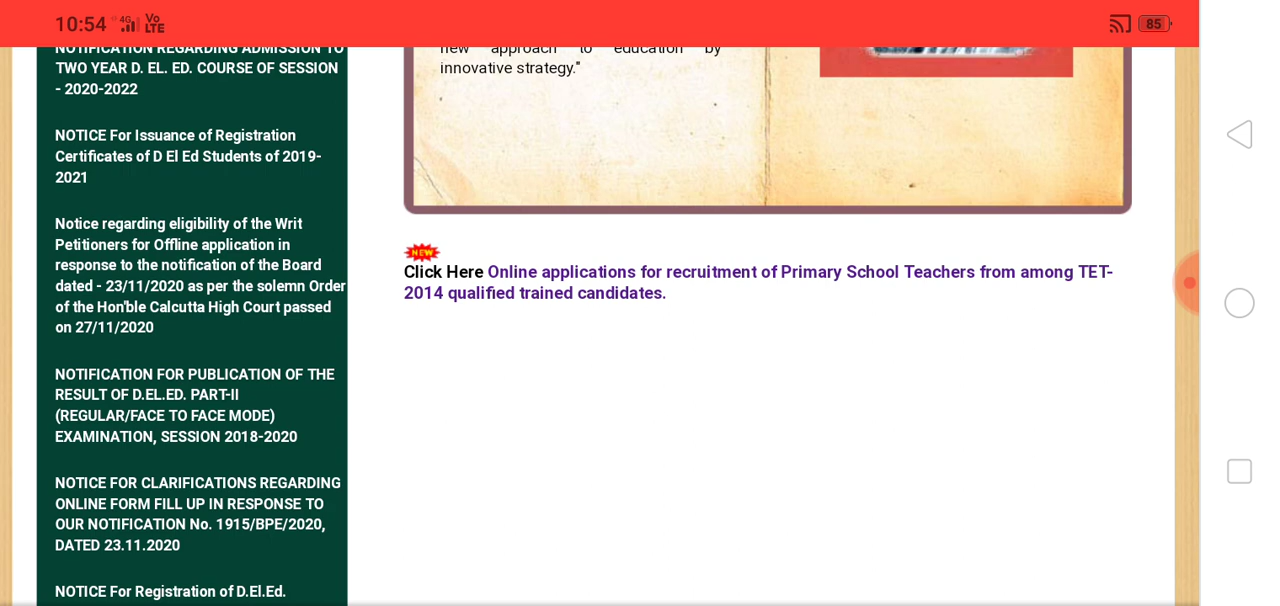 10:54 4G Vo LTE 85
NOTIFICATION REGARDING ADMISSION TO
TWO YEAR D. EL. ED. COURSE OF SESSION
- 2020-2022
NOTICE For Issuance of Registration
Certificates of D El Ed Students of 2019-
2021
Notice regarding eligibility of the Writ
Petitioners for Offline application in
response to the notification of the Board
dated - 23/11/2020 as per the solemn Order
of the Hon'ble Calcutta High Court passed
on 27/11/2020
NOTIFICATION FOR PUBLICATION OF THE
RESULT OF D.EL.ED. PART-II
(REGULAR/FACE TO FACE MODE)
EXAMINATION, SESSION 2018-2020
NOTICE FOR CLARIFICATIONS REGARDING
ONLINE FORM FILL UP IN RESPONSE TO
OUR NOTIFICATION No. 1915/BPE/2020,
DATED 23.11.2020
NOTICE For Registration of D.El.Ed.
new approach to education by
innovative strategy."
NEW
Click Here Online applications for recruitment of Primary School Teachers from among TET-
2014 qualified trained candidates.